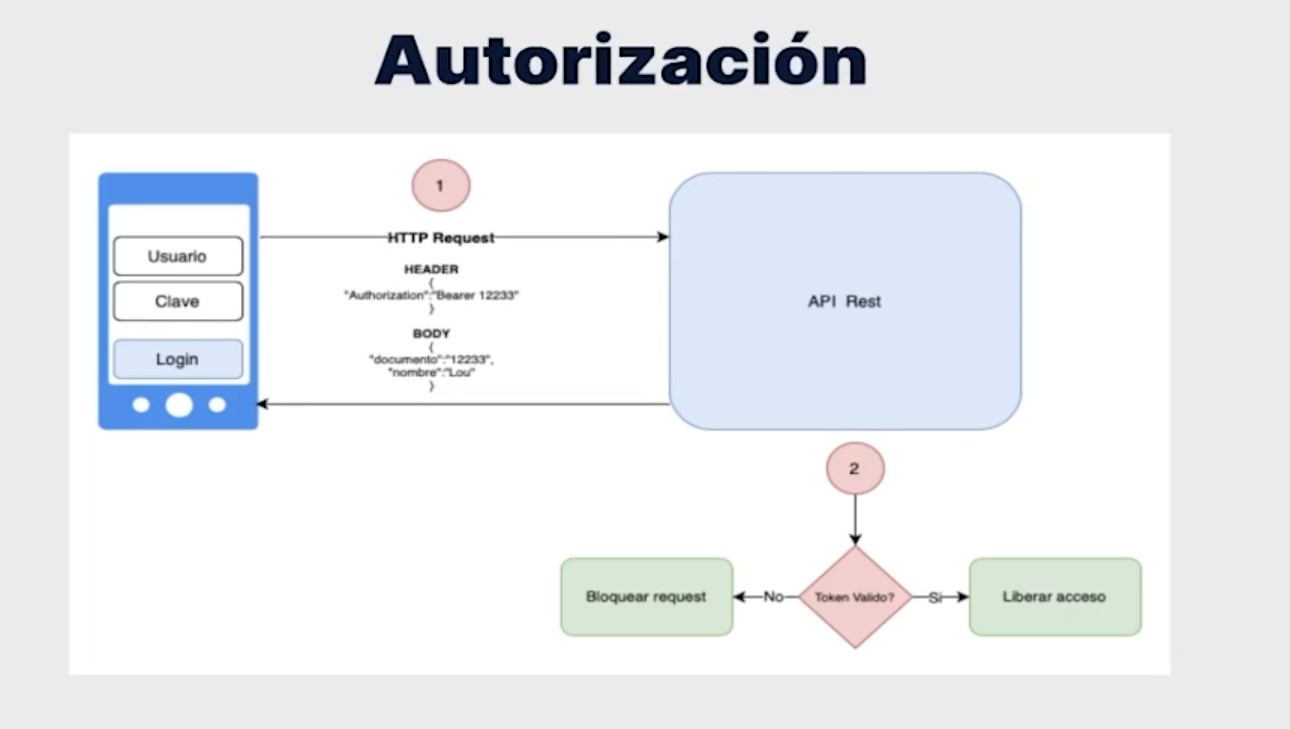 Autorización
1
HTTP Request
HEADER
{
"Authorization":"Bearer 12233"
}
BODY
{
"documento":"12233",
"nombre":"Lou"
}
Usuario
Clave
Login
API Rest
2
Bloquear request
No
Token Valido?
Si
Liberar acceso